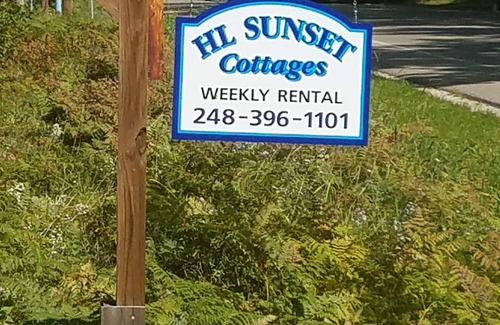 HL SUNSET
Cottages
WEEKLY RENTAL
248-396-1101